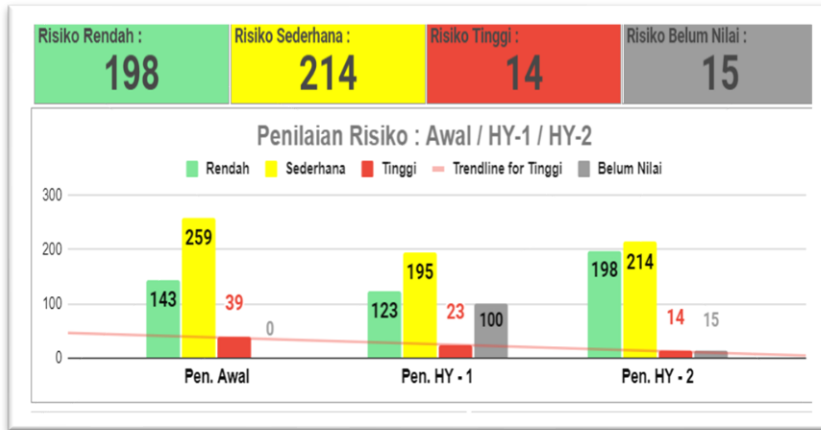 Risiko Rendah :
198
Risiko Sederhana :
214
Risiko Tinggi :
14
Risiko Belum Nilai :
15
Penilaian Risiko : Awal / HY-1 / HY-2
Rendah Sederhana Tinggi Trendline for Tinggi Belum Nilai
300
200
100
0
143 259 39 0
123 195 23 100
198 214 14 15
Pen. Awal Pen. HY - 1 Pen. HY - 2